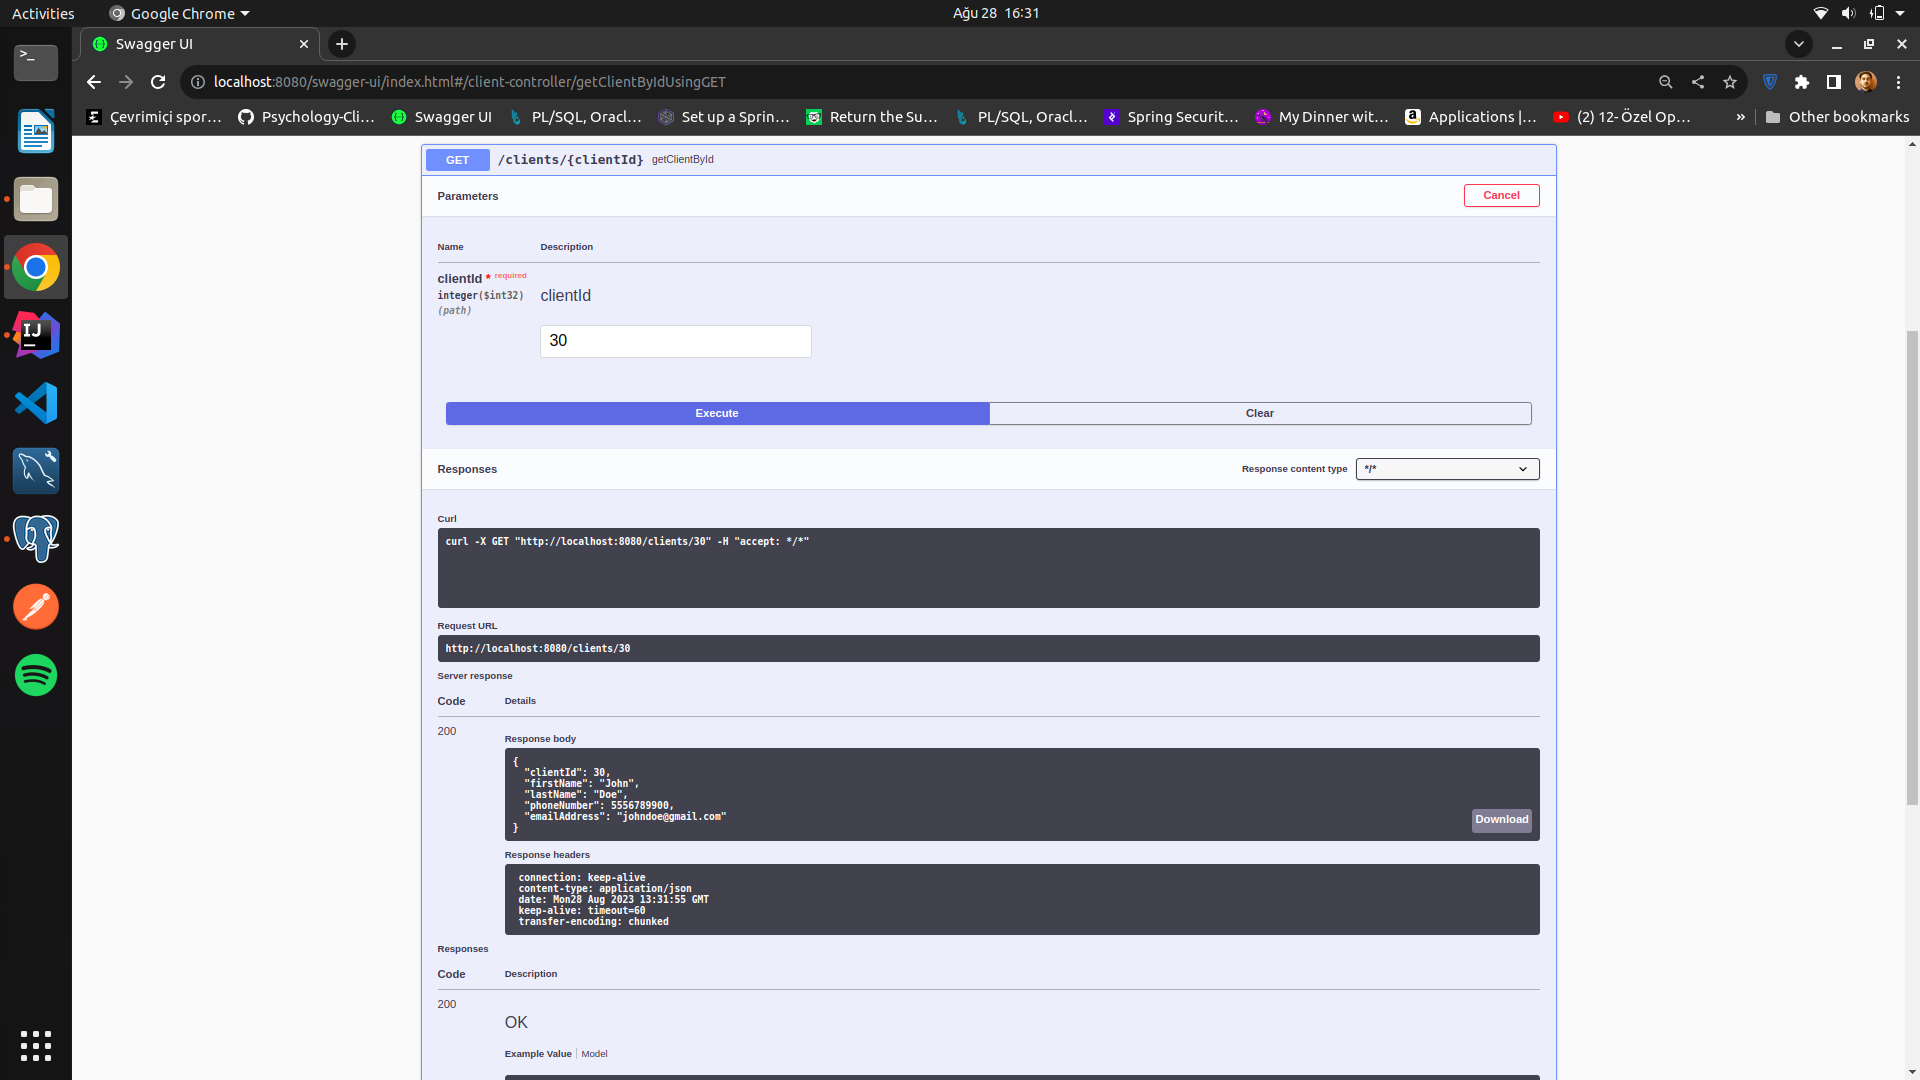 Activities
Google Chrome
Ağu 28 16:31
Swagger UI
localhost:8080/swagger-ui/index.html#/client-controller/getClientByIdUsingGET
Çevrimiçi spor…
Psychology-Cli…
Swagger UI
PL/SQL, Oracl…
Set up a Sprin…
Return the Su…
PL/SQL, Oracl…
Spring Securit…
My Dinner wit…
Applications |…
(2) 12- Özel Op…
»
Other bookmarks
GET /clients/{clientId} getClientById
Parameters
Cancel
Name Description
clientId * required
integer($int32)
(path)
clientId
30
Execute
Clear
Responses
Response content type
*/*
Curl
curl -X GET "http://localhost:8080/clients/30" -H "accept: */*"
Request URL
http://localhost:8080/clients/30
Server response
Code Details
200
Response body
{
"clientId": 30,
"firstName": "John",
"lastName": "Doe",
"phoneNumber": 5556789900,
"emailAddress": "johndoe@gmail.com"
}
Download
Response headers
connection: keep-alive
content-type: application/json
date: Mon28 Aug 2023 13:31:55 GMT
keep-alive: timeout=60
transfer-encoding: chunked
Responses
Code Description
200
OK
Example Value Model